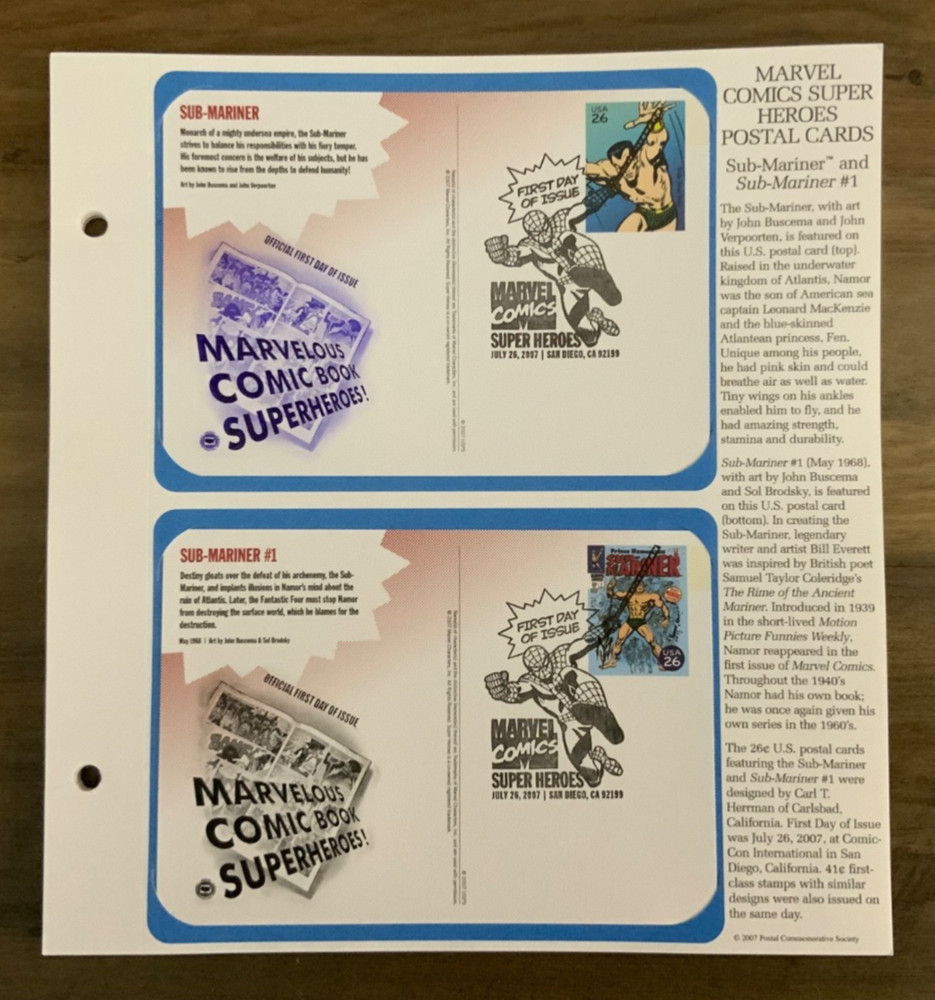 SUB-MARINER
Monarch of a mighty undersea empire, the Sub-Mariner
strives to balance his responsibilities with his fiery temper.
His foremost concern is the welfare of his subjects, but he has
been known to rise from the depths to defend humanity!
Art by John Buscema and John Verpoorten
OFFICIAL FIRST DAY OF ISSUE
MARVELOUS
COMIC BOOK
SUPERHEROES!
USA
26
FIRST DAY
OF ISSUE
MARVEL
COMICS
SUPER HEROES
JULY 26, 2007 | SAN DIEGO, CA 92199
SUB-MARINER #1
Destiny gloats over the defeat of his archenemy, the Sub-
Mariner, and implants illusions in Namor's mind about the
ruin of Atlantis. Later, the Fantastic Four must stop Namor
from destroying the surface world, which he blames for the
destruction.
May 1968 | Art by John Buscema & Sol Brodsky
OFFICIAL FIRST DAY OF ISSUE
MARVELOUS
COMIC BOOK
SUPERHEROES!
USA
26
FIRST DAY
OF ISSUE
MARVEL
COMICS
SUPER HEROES
JULY 26, 2007 | SAN DIEGO, CA 92199
MARVEL
COMICS SUPER
HEROES
POSTAL CARDS
Sub-Mariner™ and
Sub-Mariner #1
The Sub-Mariner, with art
by John Buscema and John
Verpoorten, is featured on
this U.S. postal card (top).
Raised in the underwater
kingdom of Atlantis, Namor
was the son of American sea
captain Leonard MacKenzie
and the blue-skinned
Atlantean princess, Fen.
Unique among his people,
he had pink skin and could
breathe air as well as water.
Tiny wings on his ankles
enabled him to fly, and he
had amazing strength,
stamina and durability.
Sub-Mariner #1 (May 1968),
with art by John Buscema
and Sol Brodsky, is featured
on this U.S. postal card
(bottom). In creating the
Sub-Mariner, legendary
writer and artist Bill Everett
was inspired by British poet
Samuel Taylor Coleridge's
The Rime of the Ancient
Mariner. Introduced in 1939
in the short-lived Motion
Picture Funnies Weekly,
Namor reappeared in the
first issue of Marvel Comics.
Throughout the 1940's
Namor had his own book;
he was once again given his
own series in the 1960's.
The 26¢ U.S. postal cards
featuring the Sub-Mariner
and Sub-Mariner #1 were
designed by Carl T.
Herrman of Carlsbad,
California. First Day of Issue
was July 26, 2007, at Comic-
Con International in San
Diego, California. 41¢ first-
class stamps with similar
designs were also issued on
the same day.
© 2007 Postal Commemorative Society